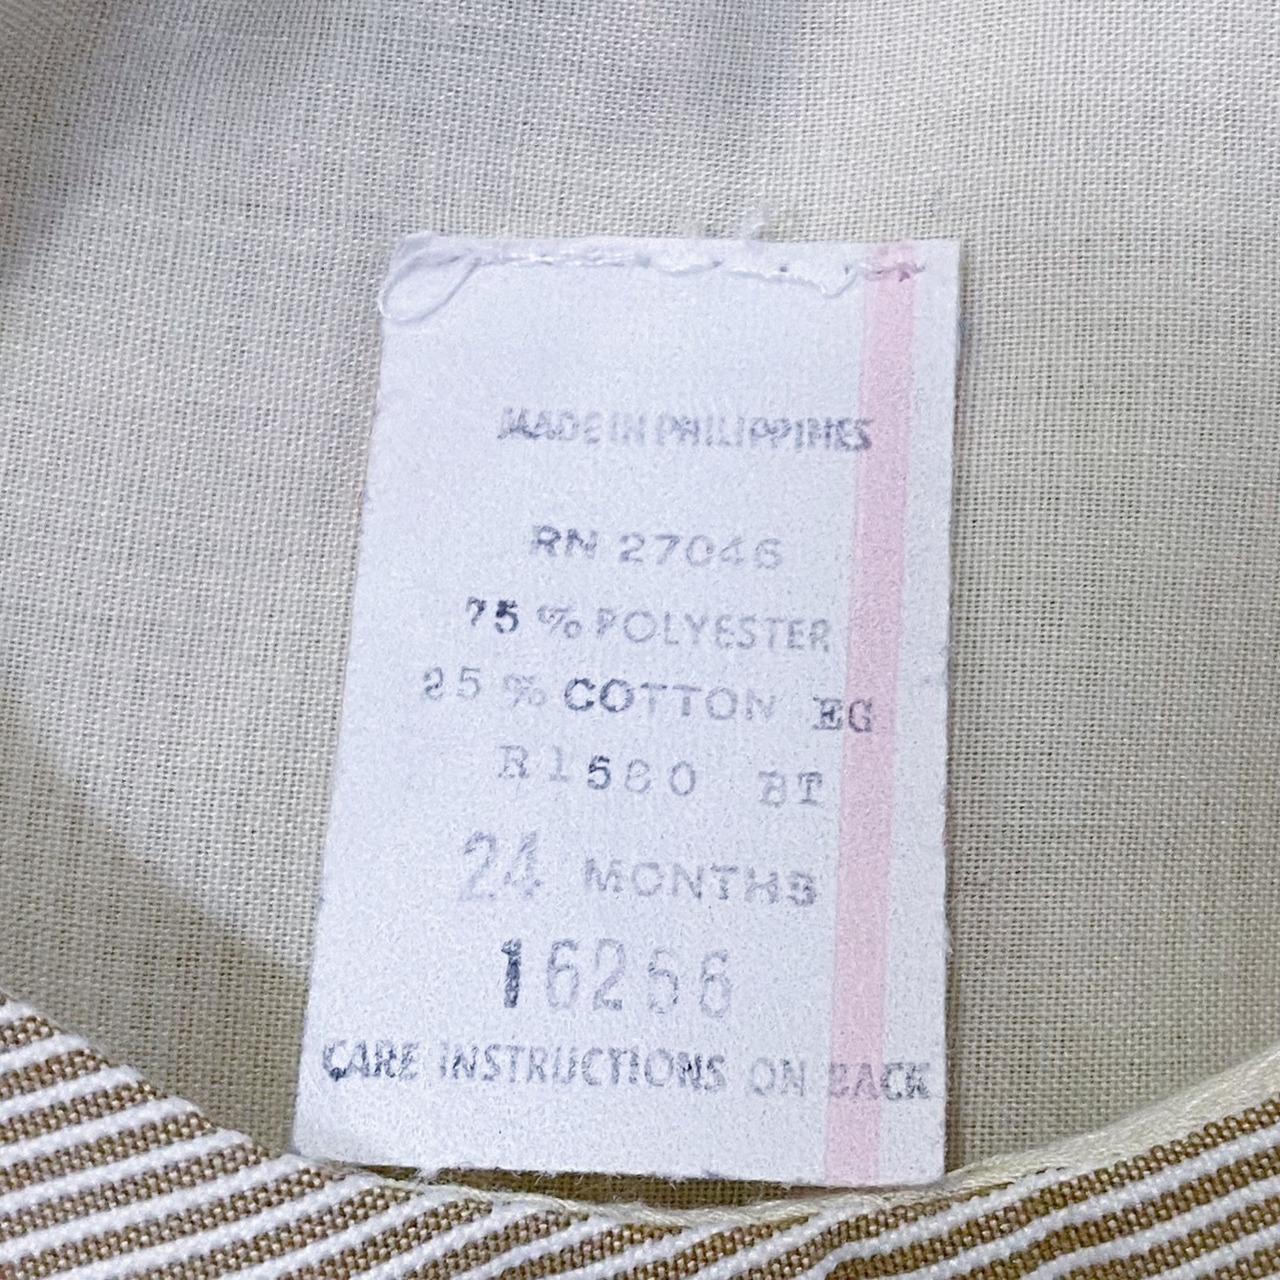 MADE IN PHILIPPINES
RN 27046
75 % POLYESTER
25 % COTTON EG
R1580 BT
24 MONTHS
16256
CARE INSTRUCTIONS ON BACK